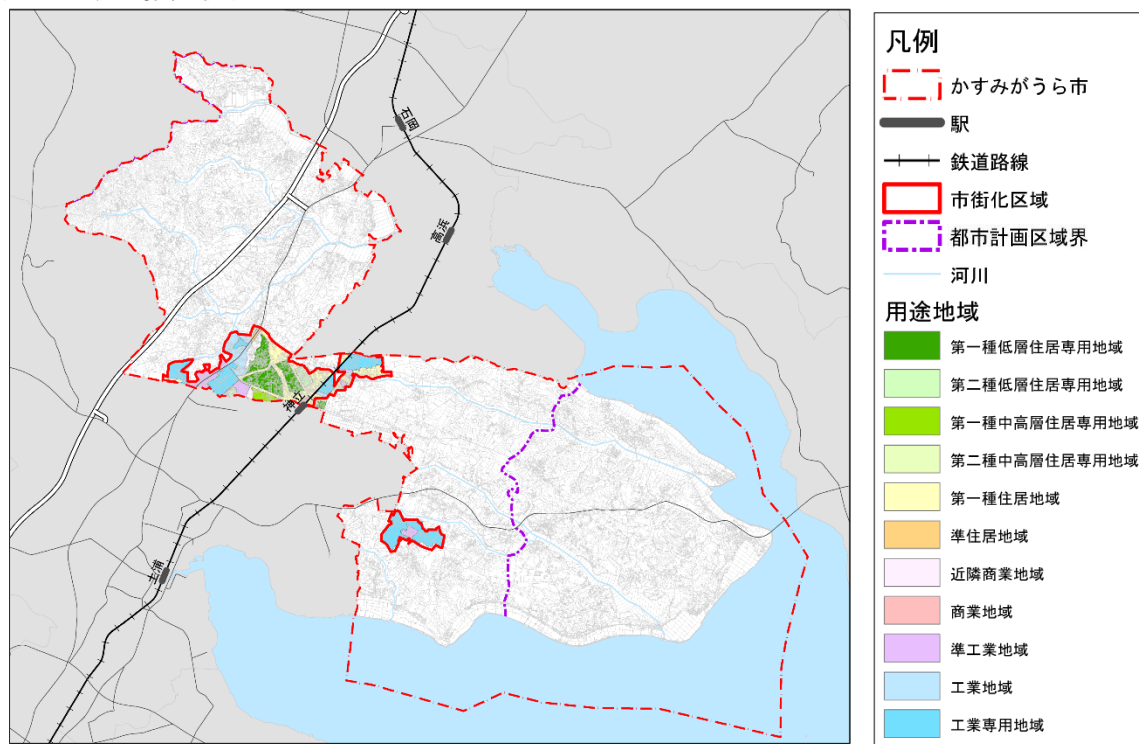 石岡
高浜
神立
土浦
凡例
かすみがうら市
駅
鉄道路線
市街化区域
都市計画区域界
河川
用途地域
第一種低層住居専用地域
第二種低層住居専用地域
第一種中高層住居専用地域
第二種中高層住居専用地域
第一種住居地域
準住居地域
近隣商業地域
商業地域
準工業地域
工業地域
工業専用地域